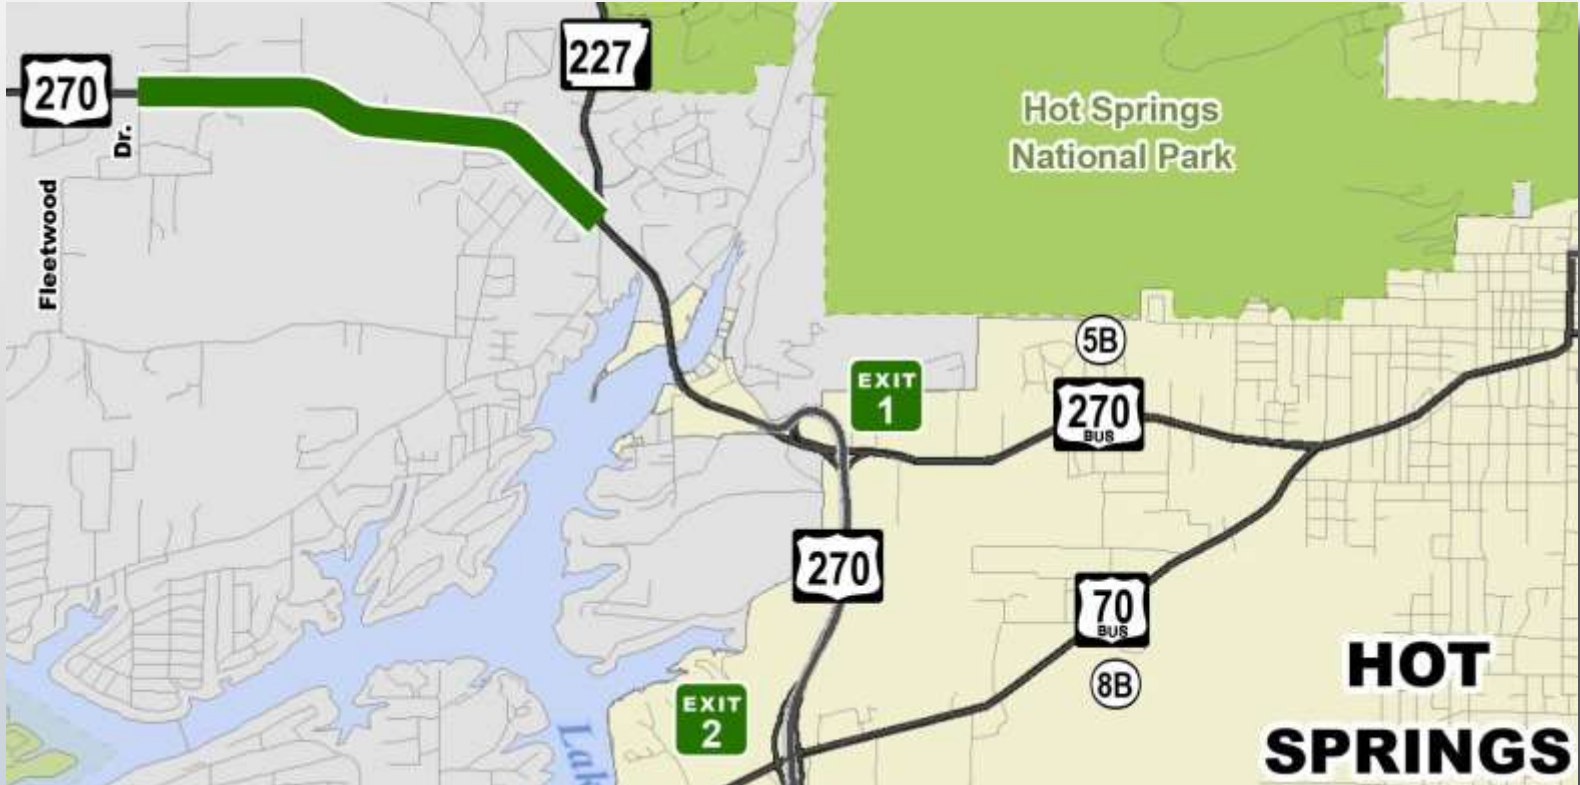 227
270
Dr.
Fleetwood
Hot Springs
National Park
5B
EXIT
1
270
BUS
270
70
BUS
8B
EXIT
2
HOT
SPRINGS